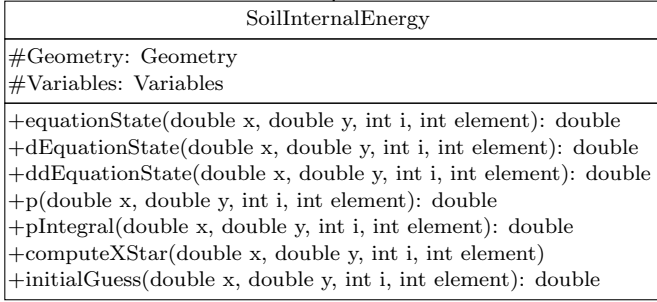 SoilInternalEnergy
#Geometry: Geometry
#Variables: Variables
+equationState(double x, double y, int i, int element): double
+dEquationState(double x, double y, int i, int element): double
+ddEquationState(double x, double y, int i, int element): double
+p(double x, double y, int i, int element): double
+pIntegral(double x, double y, int i, int element): double
+computeXStar(double x, double y, int i, int element)
+initialGuess(double x, double y, int i, int element): double